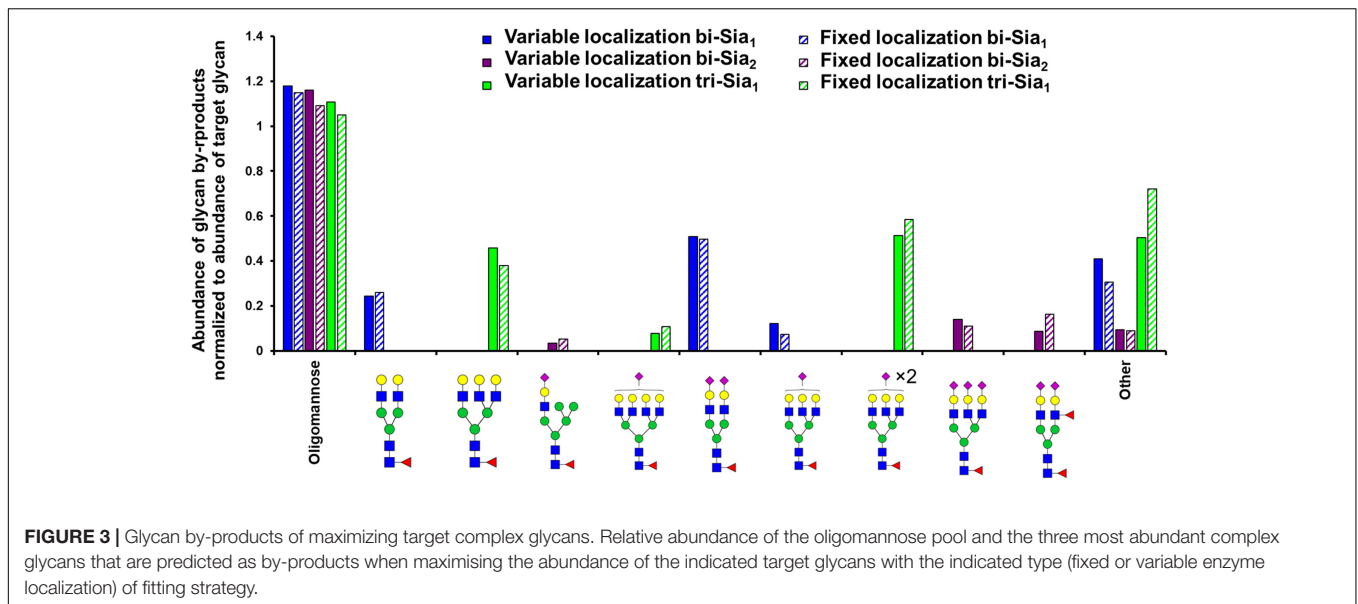 Abundance of glycan by-rproducts
normalized to abundance of target glycan
1.4
1.2
1
0.8
0.6
0.4
0.2
0
Variable localization bi-Sia₁
Variable localization bi-Sia₂
Variable localization tri-Sia₁
Fixed localization bi-Sia₁
Fixed localization bi-Sia₂
Fixed localization tri-Sia₁
Oligomannose
×2
Other
FIGURE 3 | Glycan by-products of maximizing target complex glycans. Relative abundance of the oligomannose pool and the three most abundant complex
glycans that are predicted as by-products when maximising the abundance of the indicated target glycans with the indicated type (fixed or variable enzyme
localization) of fitting strategy.